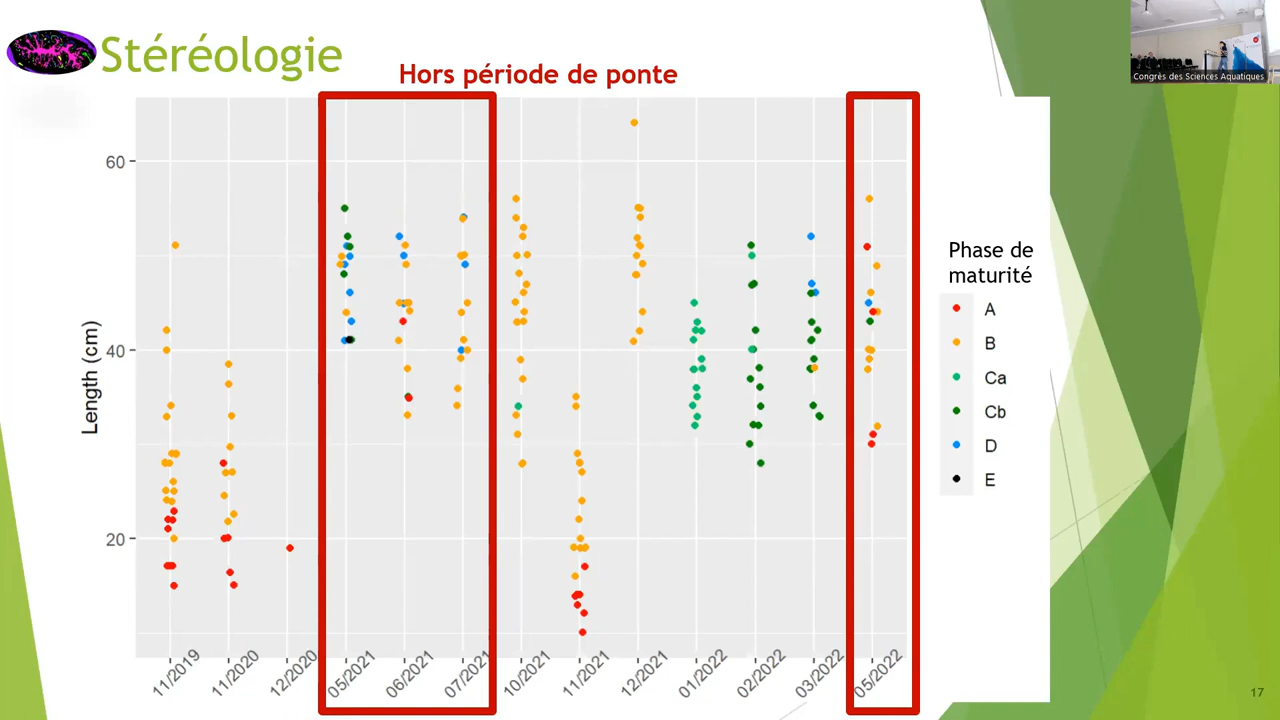 Stéréologie
Hors période de ponte
Congrès des Sciences Aquatiques
60
40
20
Length (cm)
11/2019
11/2020
12/2020
05/2021
06/2021
07/2021
10/2021
11/2021
12/2021
01/2022
02/2022
03/2022
05/2022
Phase de
maturité
A
B
Ca
Cb
D
E
17